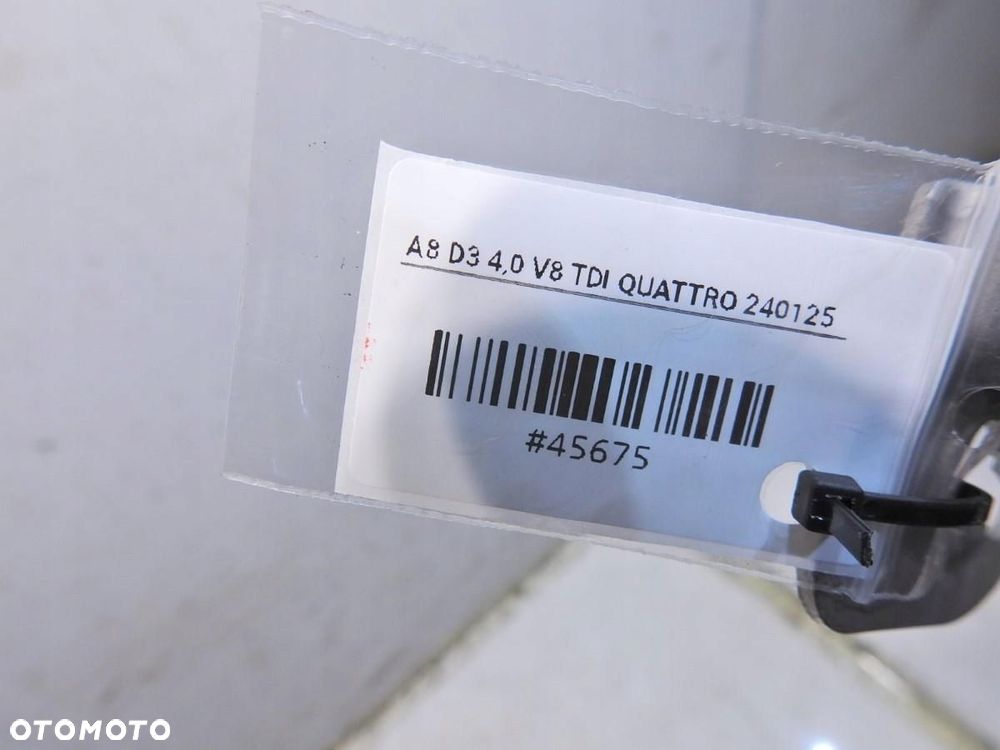 A8 D3 4,0 V8 TDI QUATTRO 240125
#45675
OTOMOTO